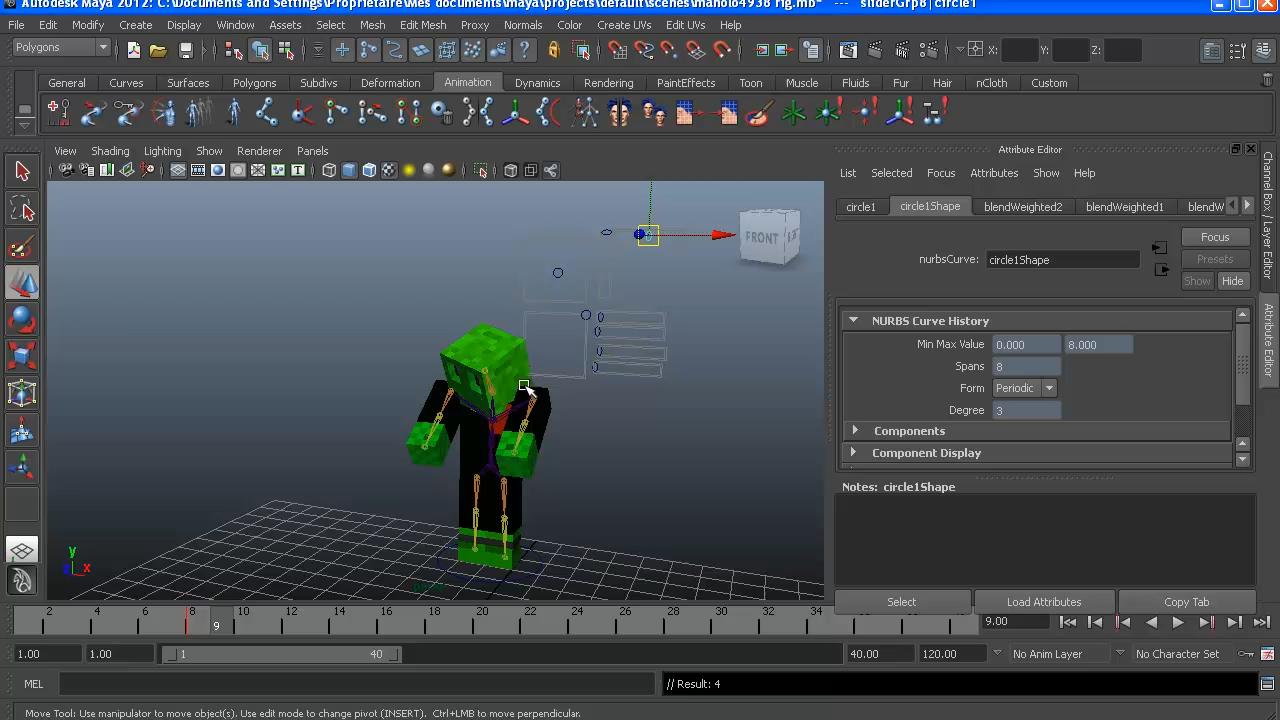 Autodesk Maya 2012: C:\Documents and Settings\Propriétaire\Mes documents\maya\projects\default\scenes\manolo4938 rig.mb* --- sliderGrp8 | circle1
File Edit Modify Create Display Window Assets Select Mesh Edit Mesh Proxy Normals Color Create UVs Edit UVs Help
Polygons X: Y: Z:
General Curves Surfaces Polygons Subdivs Deformation Animation Dynamics Rendering PaintEffects Toon Muscle Fluids Fur Hair nCloth Custom
View Shading Lighting Show Renderer Panels
Attribute Editor
List Selected Focus Attributes Show Help
circle1 circle1Shape blendWeighted2 blendWeighted1 blendW
Focus
nurbsCurve: circle1Shape
Presets
Show Hide
FRONT
NURBS Curve History
Min Max Value 0.000 8.000
Spans 8
Form Periodic
Degree 3
Components
Component Display
Notes: circle1Shape
Select Load Attributes Copy Tab
Channel Box / Layer Editor
Attribute Editor
y
z x
2 4 6 8 10 12 14 16 18 20 22 24 26 28 30 32 34
9
9.00
1.00 1.00 1 40 40.00 120.00 No Anim Layer No Character Set
MEL // Result: 4
Move Tool: Use manipulator to move object(s). Use edit mode to change pivot (INSERT). Ctrl+LMB to move perpendicular.